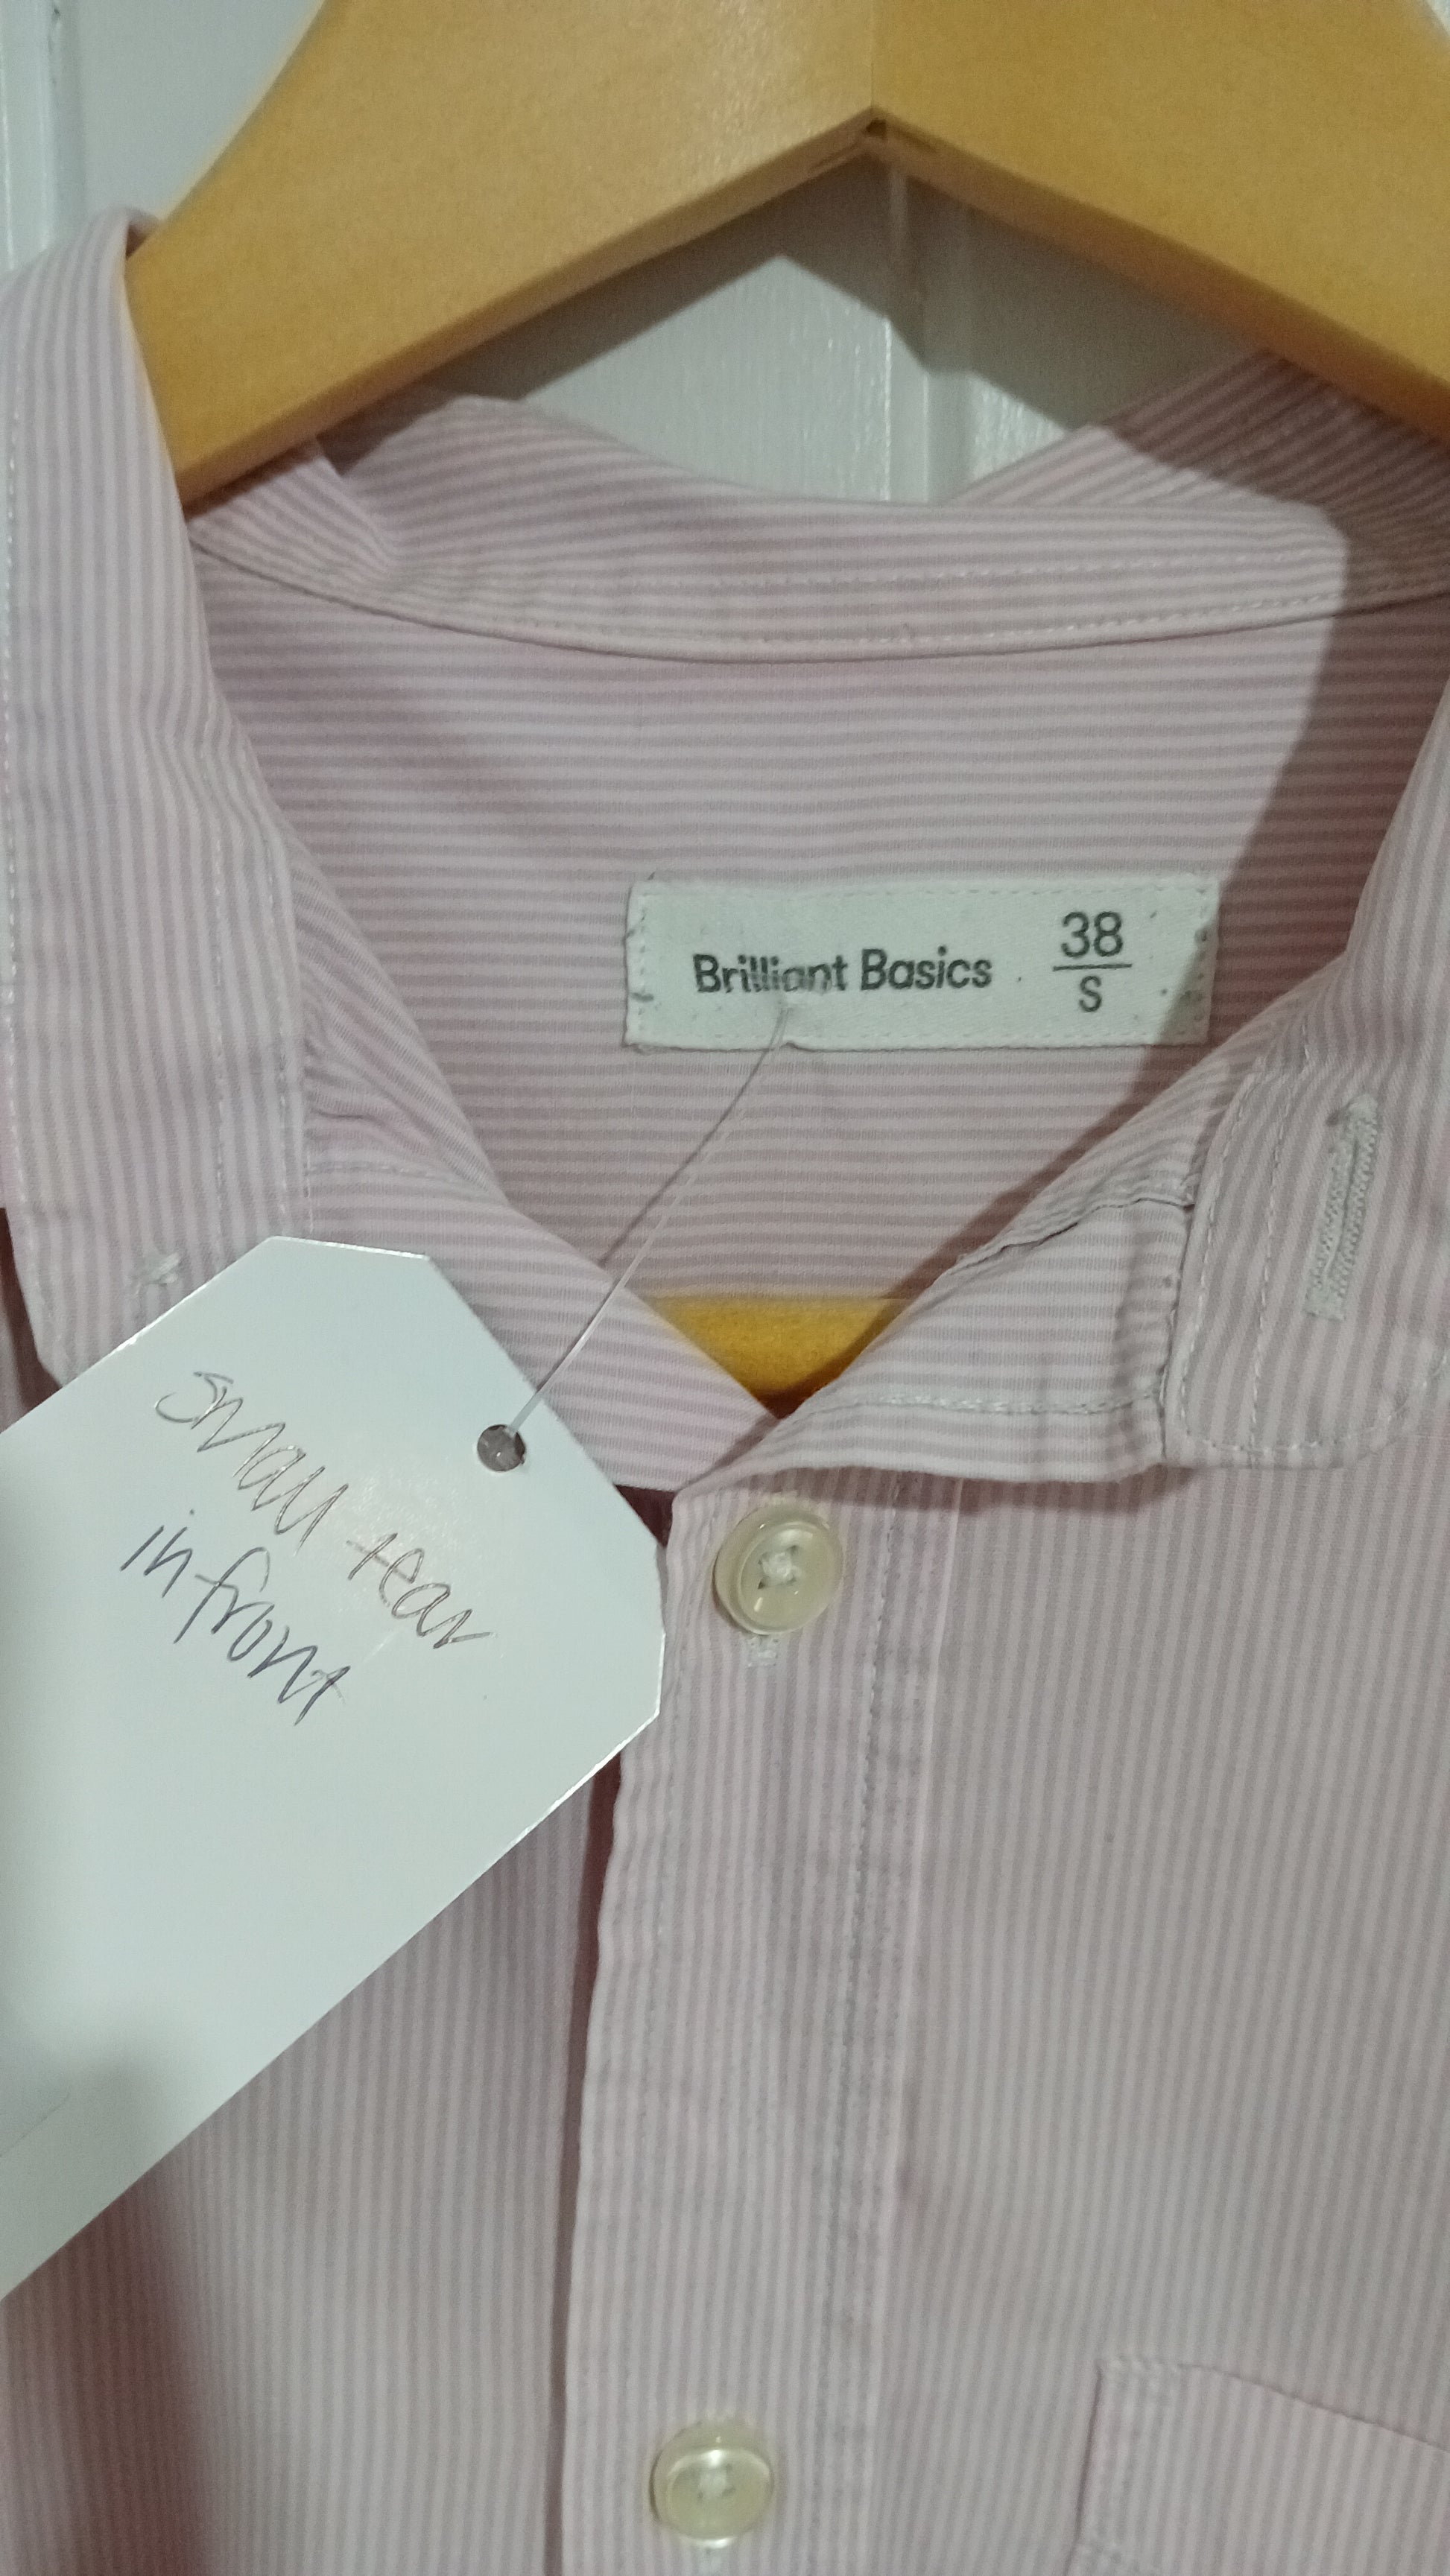 Brilliant Basics 38
S
small tear
in front